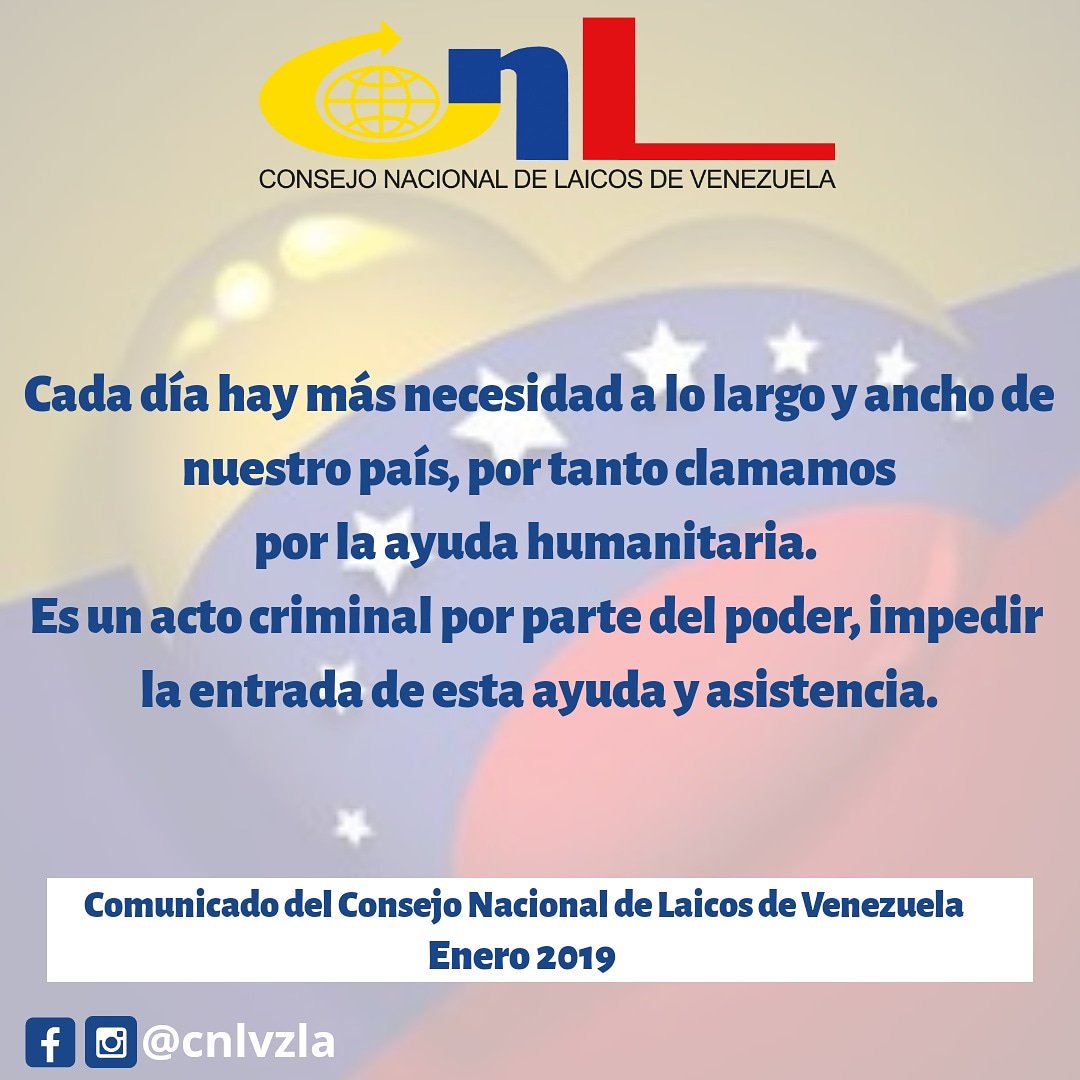 CnL
CONSEJO NACIONAL DE LAICOS DE VENEZUELA
Cada día hay más necesidad a lo largo y ancho de
nuestro país, por tanto clamamos
por la ayuda humanitaria.
Es un acto criminal por parte del poder, impedir
la entrada de esta ayuda y asistencia.
Comunicado del Consejo Nacional de Laicos de Venezuela
Enero 2019
@cnlvzla